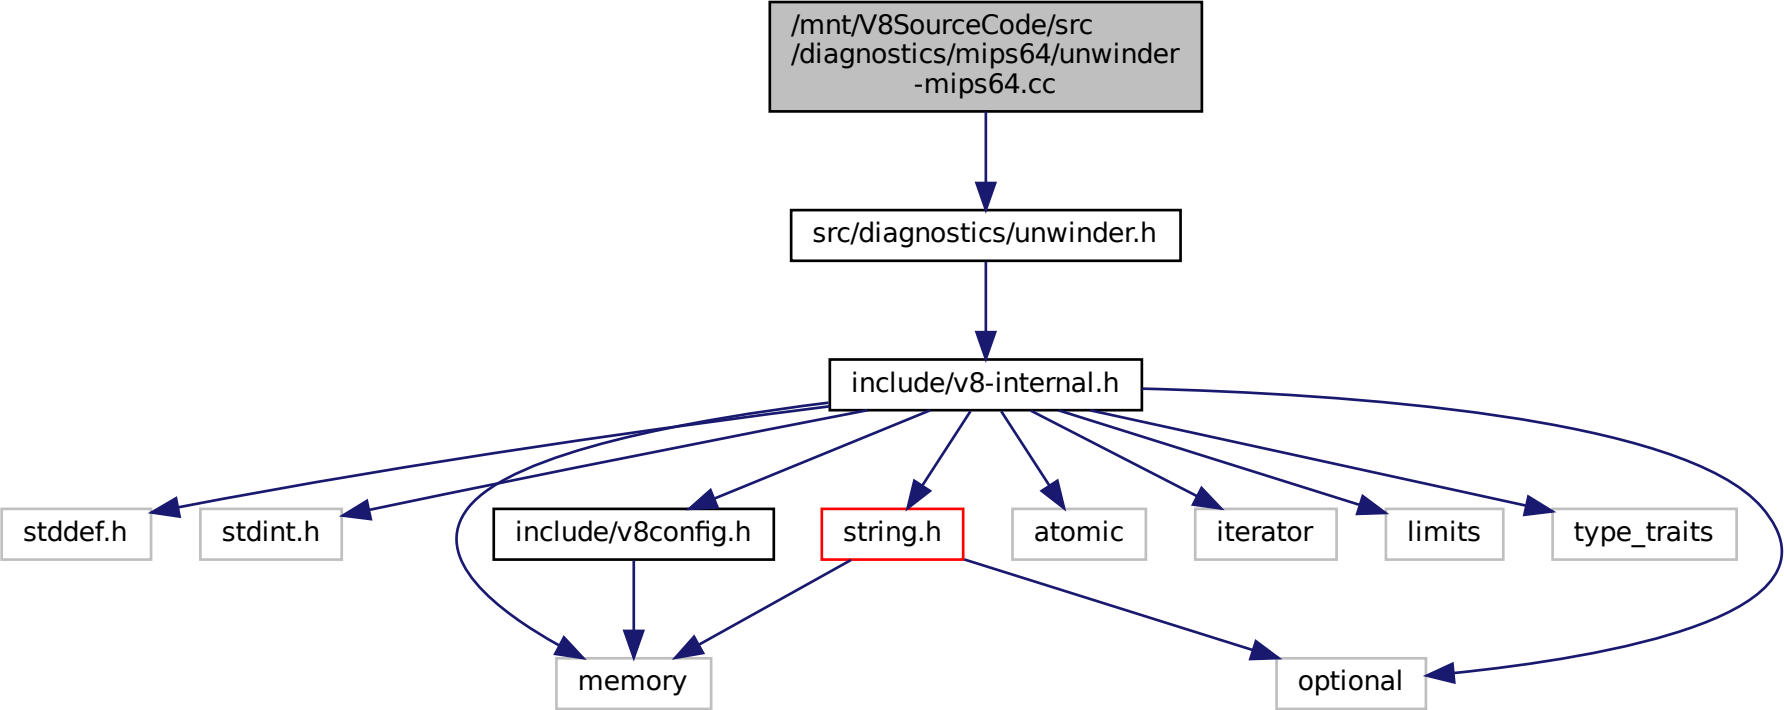 /mnt/V8SourceCode/src
/diagnostics/mips64/unwinder
-mips64.cc
src/diagnostics/unwinder.h
include/v8-internal.h
stddef.h
stdint.h
include/v8config.h
string.h
atomic
iterator
limits
type_traits
memory
optional